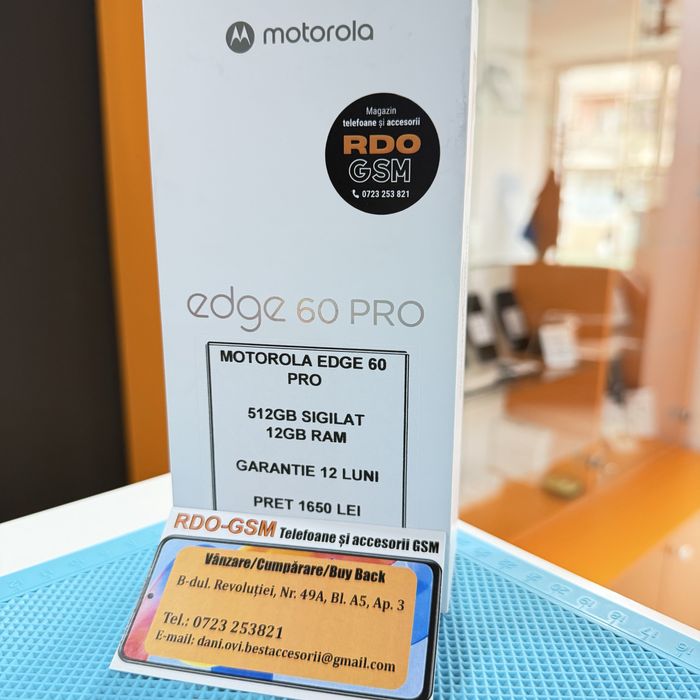 motorola
Magazin
telefoane și accesorii
RDO
GSM
0723 253 821
edge 60 PRO
MOTOROLA EDGE 60
PRO
512GB SIGILAT
12GB RAM
GARANTIE 12 LUNI
PRET 1650 LEI
RDO-GSM Telefoane și accesorii GSM
Vânzare/Cumpărare/Buy Back
B-dul. Revoluției, Nr. 49A, Bl. A5, Ap. 3
Tel.: 0723 253821
E-mail: dani.ovi.bestaccesorii@gmail.com